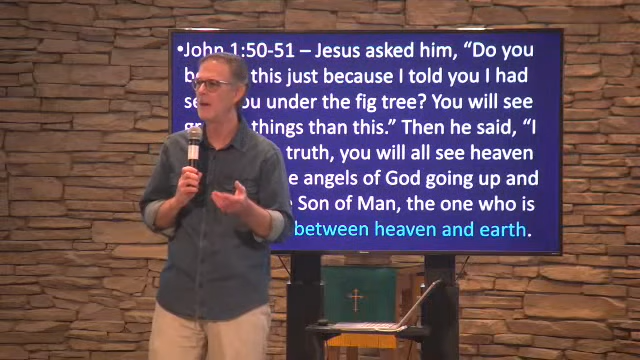 •John 1:50-51 – Jesus asked him, “Do you
this just because I told you I had
under the fig tree? You will see
things than this.” Then he said, “I
truth, you will all see heaven
angels of God going up and
Son of Man, the one who is
between heaven and earth.